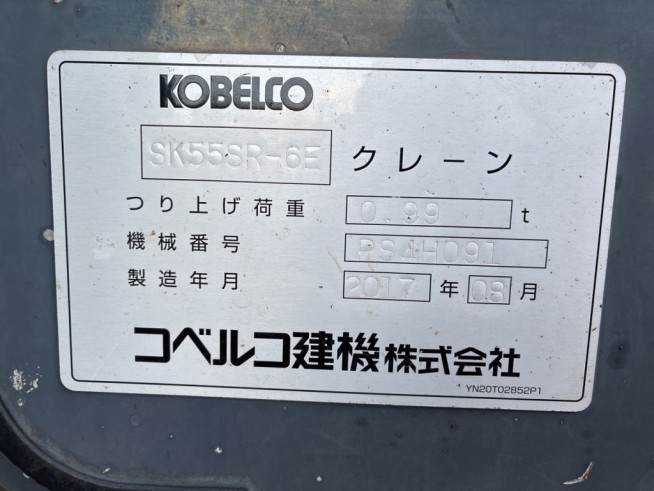 KOBELCO
SK55SR-6E クレーン
つり上げ荷重 0.99 t
機械番号 PS4H091
製造年月 2017 年 08 月
コベルコ建機株式会社
YN20T02852P1